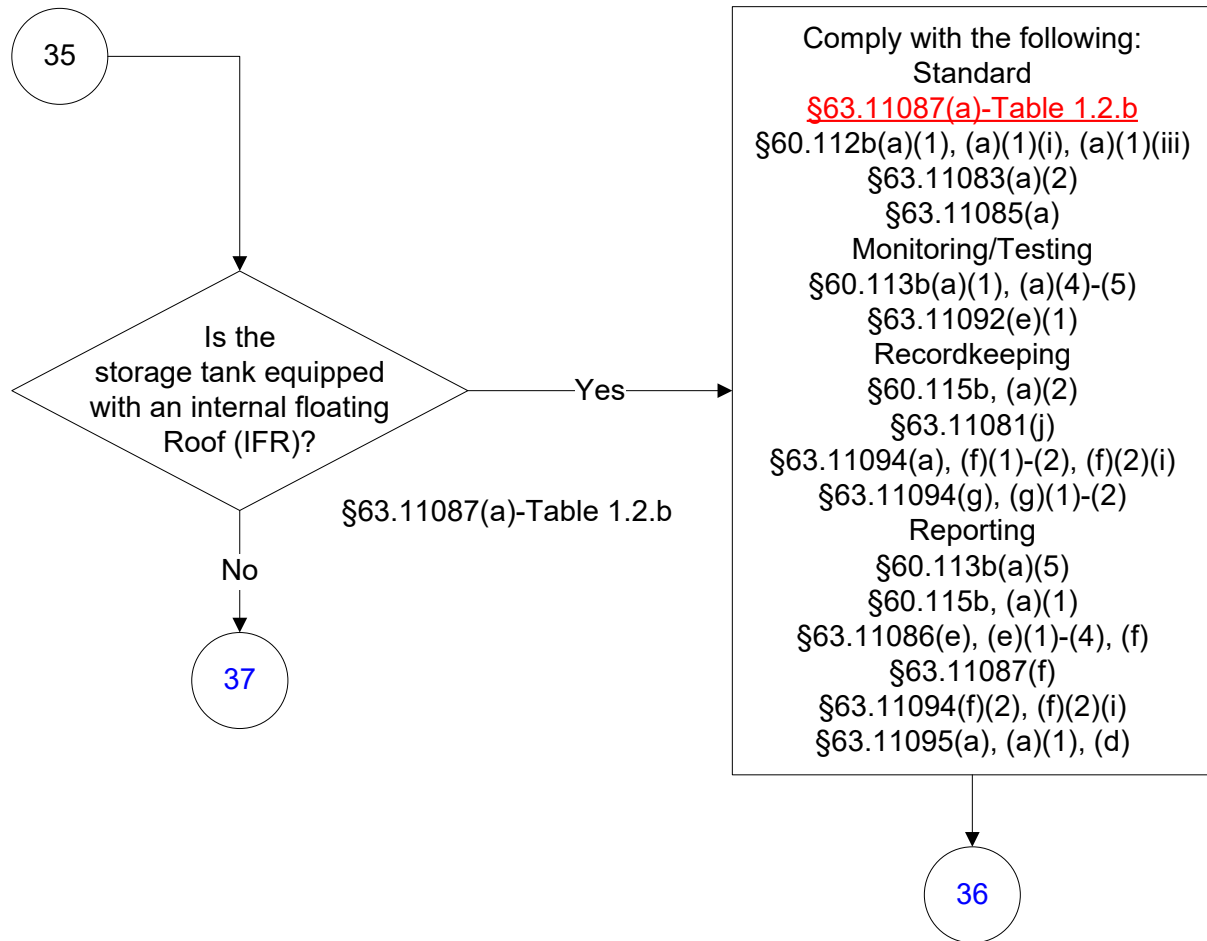 35
Is the
storage tank equipped
with an internal floating
Roof (IFR)?
Yes
§63.11087(a)-Table 1.2.b
No
37
Comply with the following:
Standard
§63.11087(a)-Table 1.2.b
§60.112b(a)(1), (a)(1)(i), (a)(1)(iii)
§63.11083(a)(2)
§63.11085(a)
Monitoring/Testing
§60.113b(a)(1), (a)(4)-(5)
§63.11092(e)(1)
Recordkeeping
§60.115b, (a)(2)
§63.11081(j)
§63.11094(a), (f)(1)-(2), (f)(2)(i)
§63.11094(g), (g)(1)-(2)
Reporting
§60.113b(a)(5)
§60.115b, (a)(1)
§63.11086(e), (e)(1)-(4), (f)
§63.11087(f)
§63.11094(f)(2), (f)(2)(i)
§63.11095(a), (a)(1), (d)
36